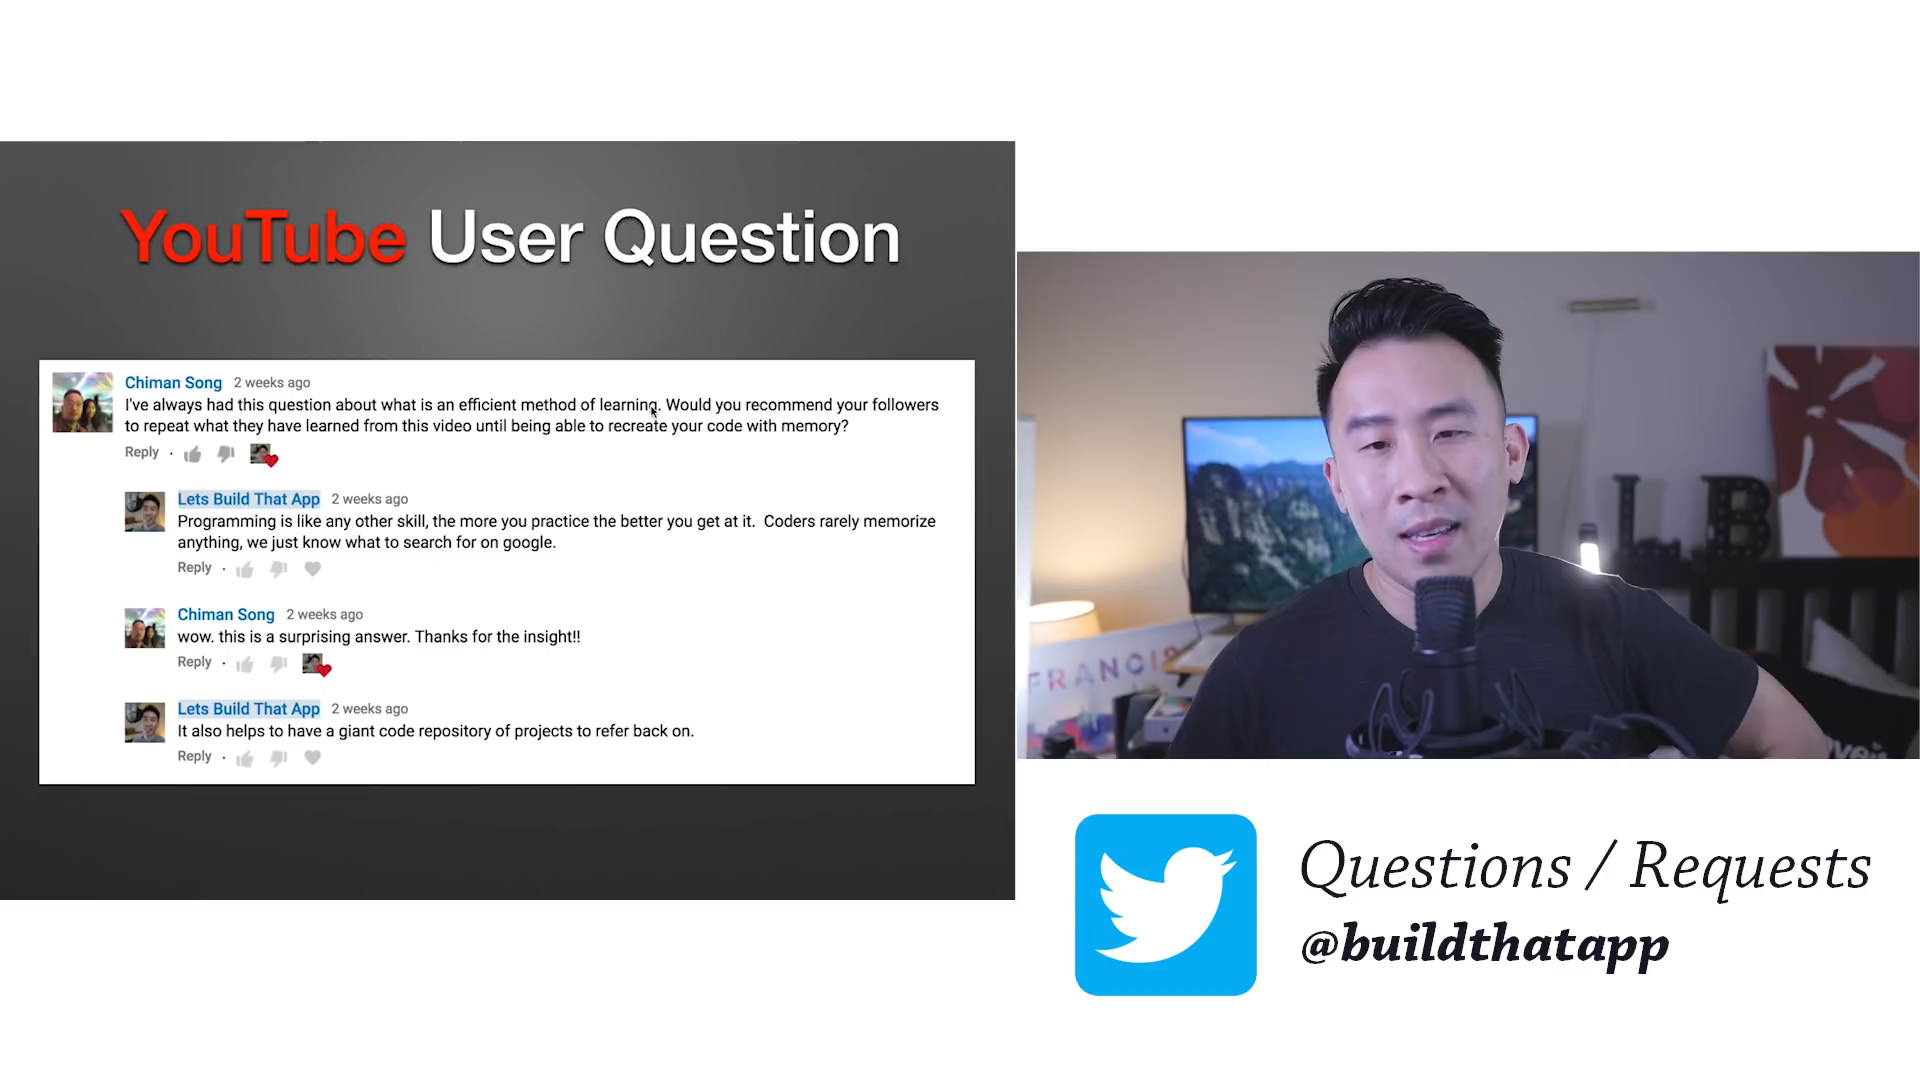 YouTube User Question
Chiman Song 2 weeks ago
I've always had this question about what is an efficient method of learning. Would you recommend your followers
to repeat what they have learned from this video until being able to recreate your code with memory?
Reply
Lets Build That App 2 weeks ago
Programming is like any other skill, the more you practice the better you get at it. Coders rarely memorize
anything, we just know what to search for on google.
Reply
Chiman Song 2 weeks ago
wow. this is a surprising answer. Thanks for the insight!!
Reply
Lets Build That App 2 weeks ago
It also helps to have a giant code repository of projects to refer back on.
Reply
L B
FRANCIS
Questions / Requests
@buildthatapp